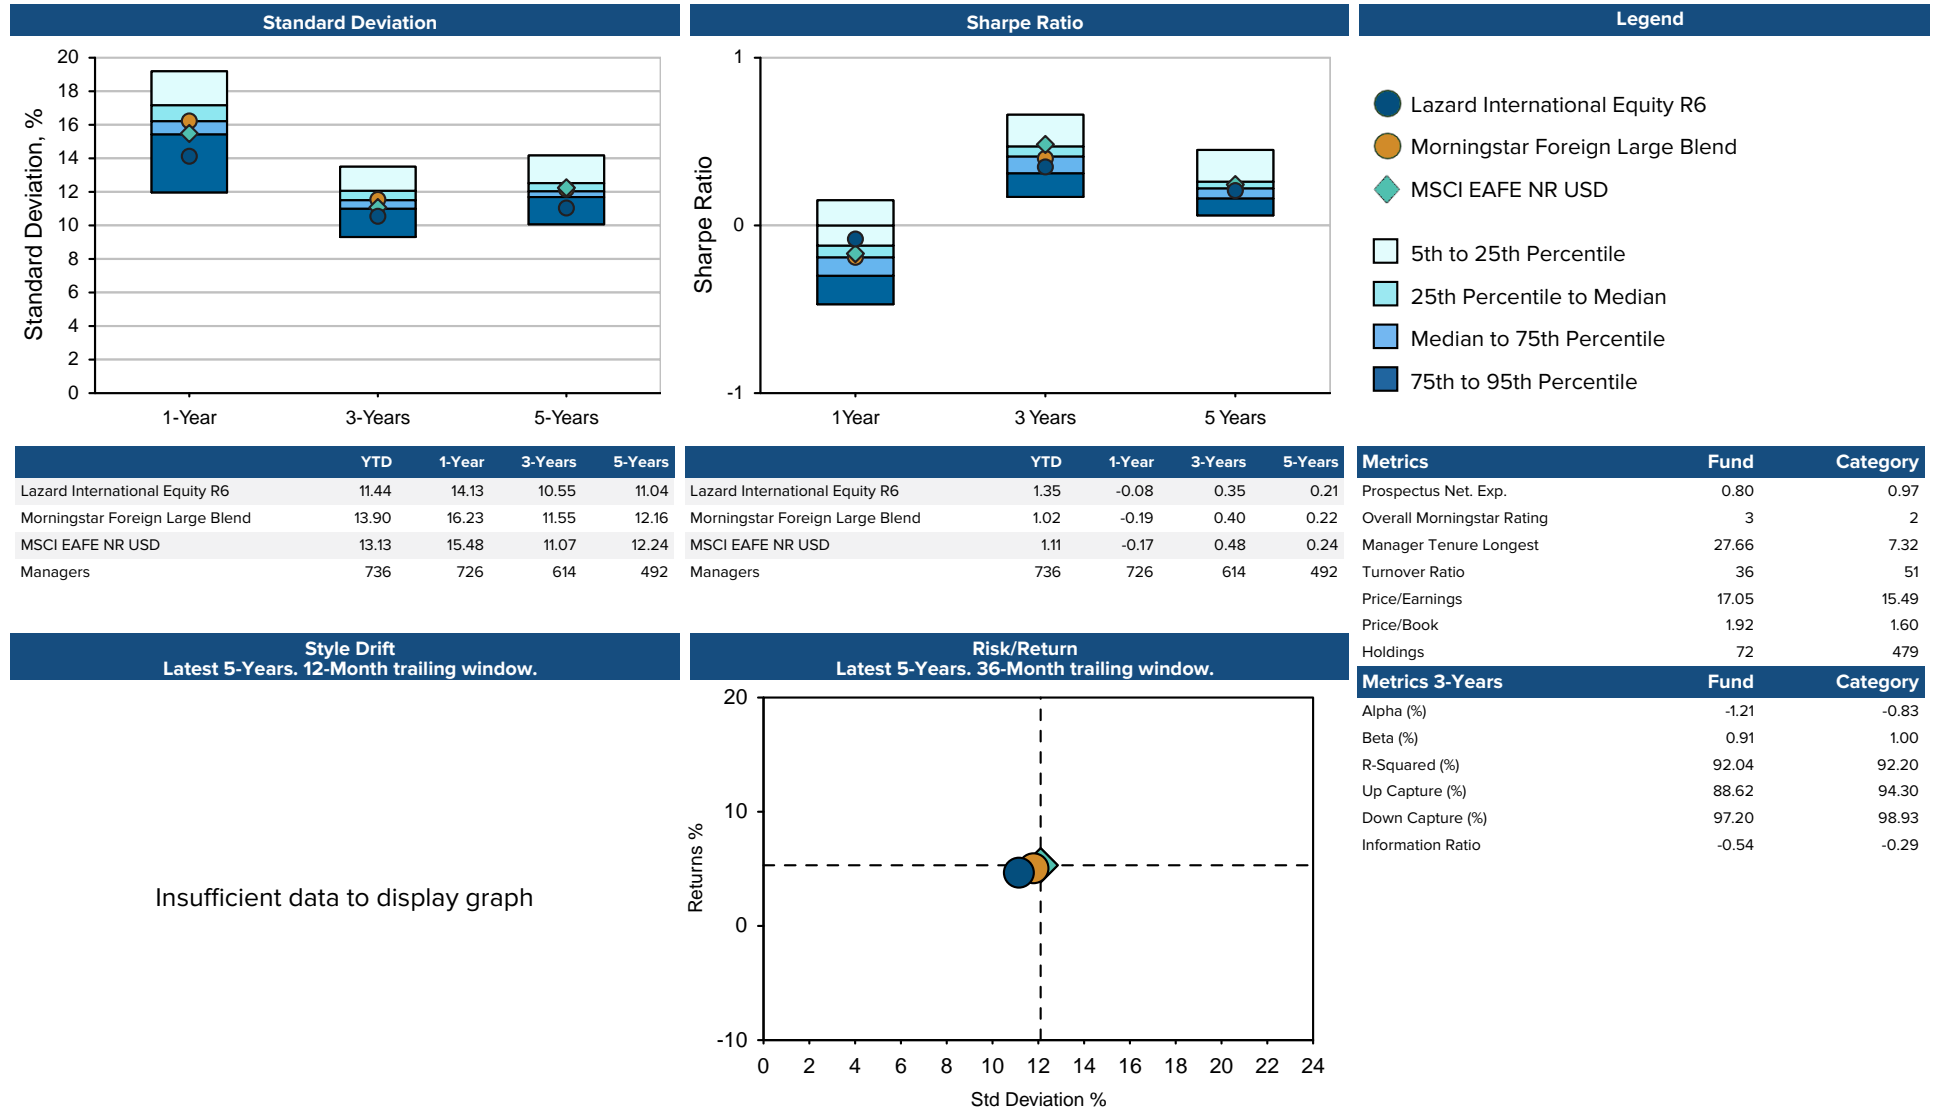 Standard Deviation
20
18
16
14
12
10
8
6
4
2
0
Standard Deviation, %
1-Year 3-Years 5-Years
Sharpe Ratio
1
0
-1
Sharpe Ratio
1Year 3 Years 5 Years
Legend
Lazard International Equity R6
Morningstar Foreign Large Blend
MSCI EAFE NR USD
5th to 25th Percentile
25th Percentile to Median
Median to 75th Percentile
75th to 95th Percentile
YTD 1-Year 3-Years 5-Years
Lazard International Equity R6 11.44 14.13 10.55 11.04
Morningstar Foreign Large Blend 13.90 16.23 11.55 12.16
MSCI EAFE NR USD 13.13 15.48 11.07 12.24
Managers 736 726 614 492
YTD 1-Year 3-Years 5-Years
Lazard International Equity R6 1.35 -0.08 0.35 0.21
Morningstar Foreign Large Blend 1.02 -0.19 0.40 0.22
MSCI EAFE NR USD 1.11 -0.17 0.48 0.24
Managers 736 726 614 492
Metrics Fund Category
Prospectus Net. Exp. 0.80 0.97
Overall Morningstar Rating 3 2
Manager Tenure Longest 27.66 7.32
Turnover Ratio 36 51
Price/Earnings 17.05 15.49
Price/Book 1.92 1.60
Holdings 72 479
Metrics 3-Years Fund Category
Alpha (%) -1.21 -0.83
Beta (%) 0.91 1.00
R-Squared (%) 92.04 92.20
Up Capture (%) 88.62 94.30
Down Capture (%) 97.20 98.93
Information Ratio -0.54 -0.29
Style Drift
Latest 5-Years. 12-Month trailing window.
Insufficient data to display graph
Risk/Return
Latest 5-Years. 36-Month trailing window.
20
10
0
-10
Returns %
0 2 4 6 8 10 12 14 16 18 20 22 24
Std Deviation %